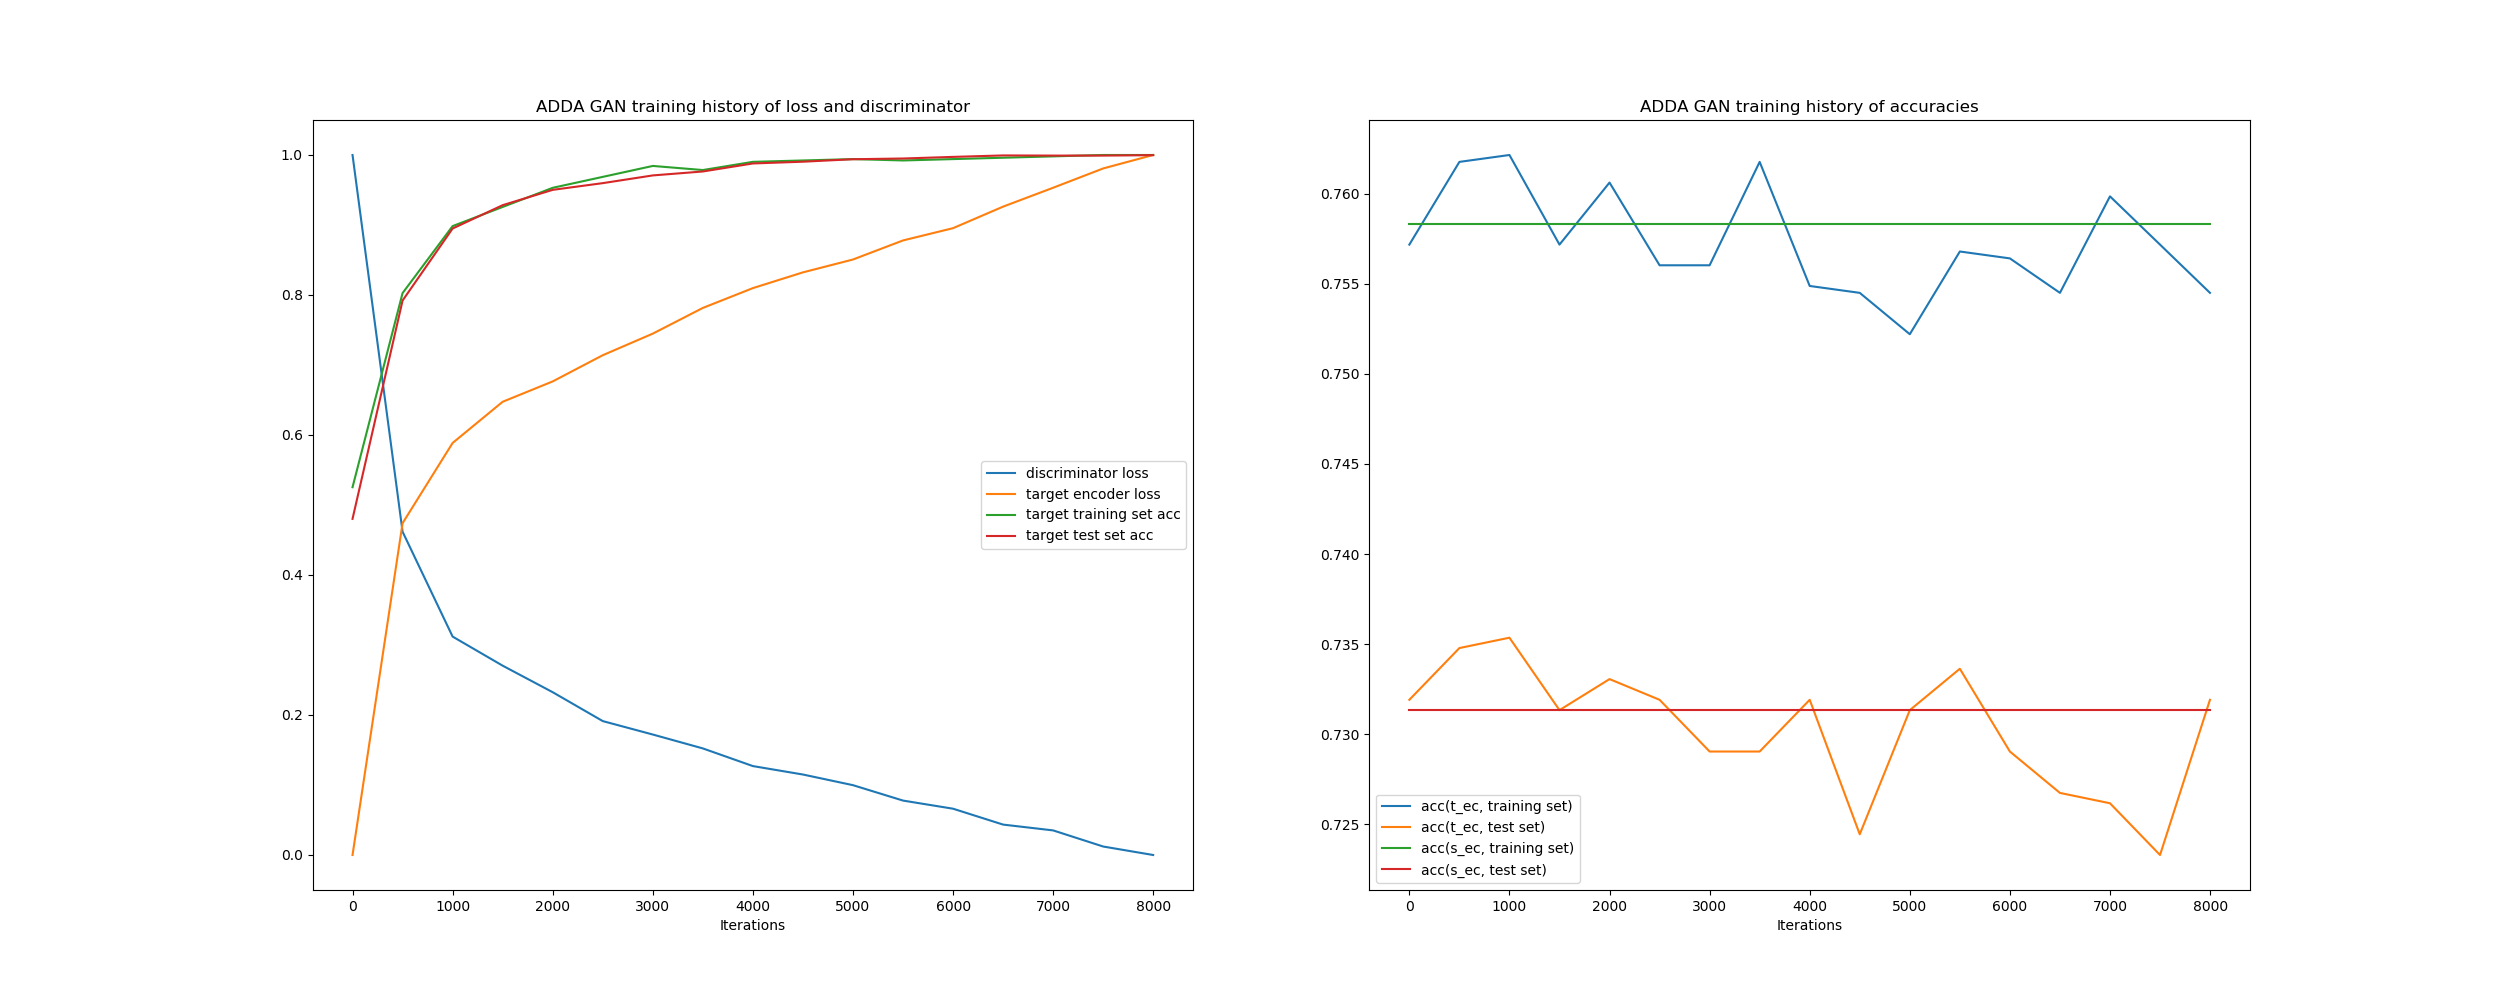 ADDA GAN training history of loss and discriminator
1.0
0.8
0.6
0.4
0.2
0.0
discriminator loss
target encoder loss
target training set acc
target test set acc
0 1000 2000 3000 4000 5000 6000 7000 8000
Iterations
ADDA GAN training history of accuracies
0.760
0.755
0.750
0.745
0.740
0.735
0.730
0.725
acc(t_ec, training set)
acc(t_ec, test set)
acc(s_ec, training set)
acc(s_ec, test set)
0 1000 2000 3000 4000 5000 6000 7000 8000
Iterations